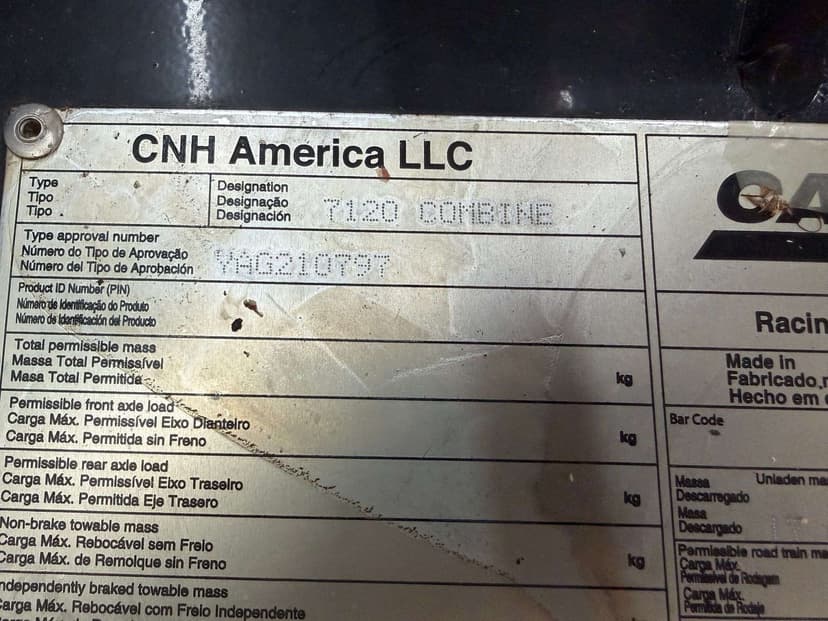 CNH America LLC
Type
Tipo
Tipo .
Designation
Designação
Designación
7120 COMBINE
Type approval number
Número do Tipo de Aprovação
Número del Tipo de Aprobación
YAG210797
Product ID Number (PIN)
Número de Identificação do Produto
Número de Identificación del Producto
Total permissible mass
Massa Total Permissível
Masa Total Permitida
kg
Permissible front axle load
Carga Máx. Permissível Eixo Dianteiro
Carga Máx. Permitida sin Freno
kg
Permissible rear axle load
Carga Máx. Permissível Eixo Traseiro
Carga Máx. Permitida Eje Trasero
kg
Non-brake towable mass
Carga Máx. Rebocável sem Freio
Carga Máx. de Remolque sin Freno
kg
ndependently braked towable mass
Carga Máx. Rebocável com Freio Independente
CA
Racin
Made in
Fabricado,n
Hecho em
Bar Code
Massa
Descarregado
Masa
Descargado
Unladen ma
Permissible road train m
Carga Máx.
Permissível de Rodagem
Carga Máx.
Permitida de Rodaje